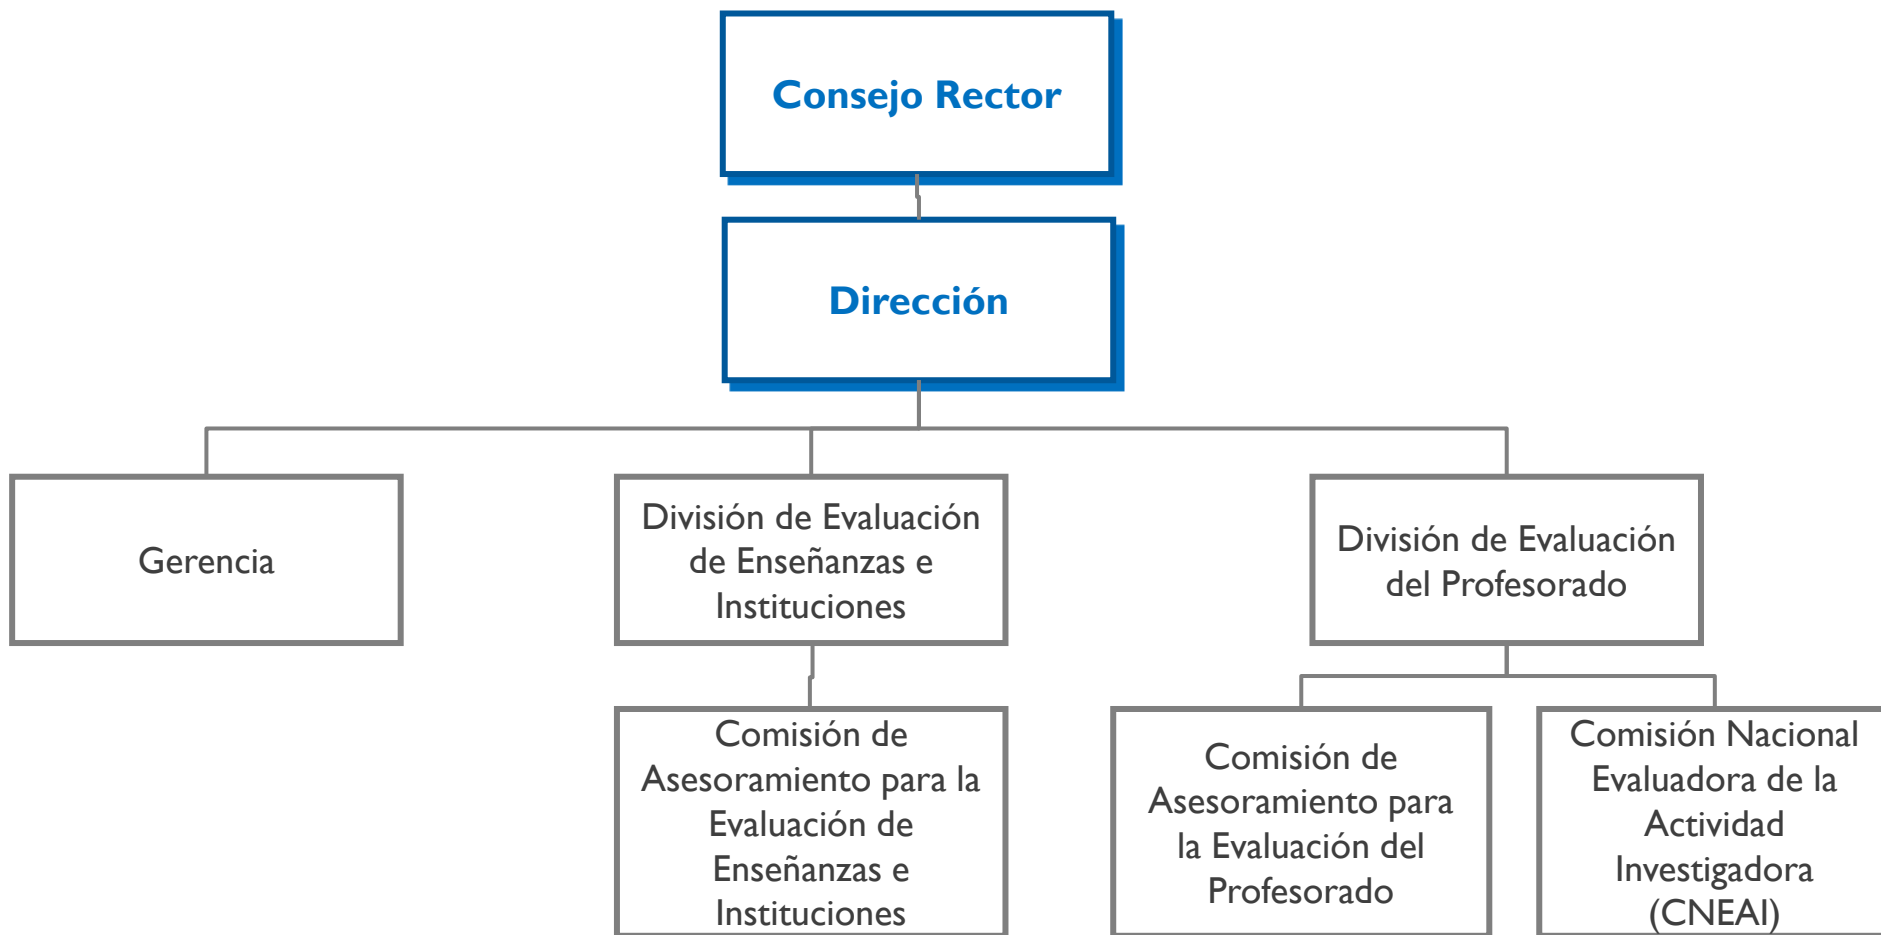 Consejo Rector
Dirección
Gerencia
División de Evaluación
de Enseñanzas e
Instituciones
División de Evaluación
del Profesorado
Comisión de
Asesoramiento para la
Evaluación de
Enseñanzas e
Instituciones
Comisión de
Asesoramiento para
la Evaluación del
Profesorado
Comisión Nacional
Evaluadora de la
Actividad
Investigadora
(CNEAI)